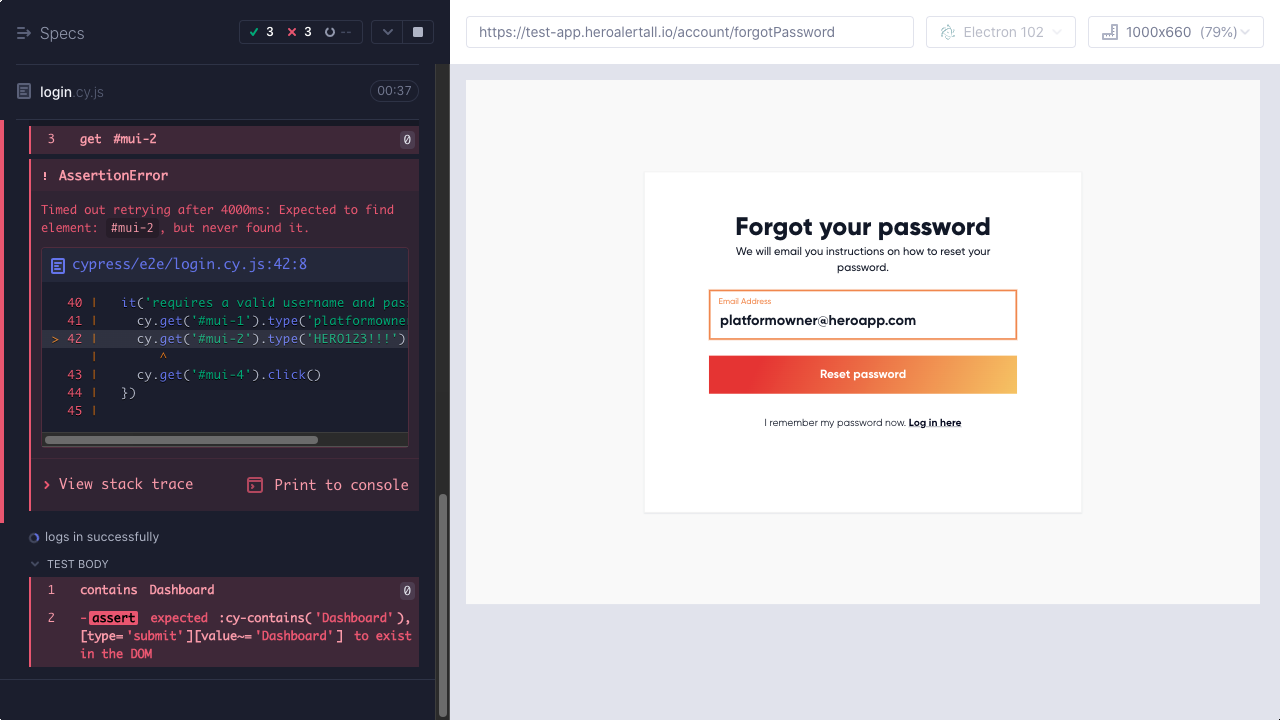 Specs
3 3 --
login.cy.js
00:37
3 get #mui-2 0
! AssertionError
Timed out retrying after 4000ms: Expected to find
element: #mui-2, but never found it.
cypress/e2e/login.cy.js:42:8
40 | it('requires a valid username and pas
41 | cy.get('#mui-1').type('platformowne
> 42 | cy.get('#mui-2').type('HERO123!!!')
| ^
43 | cy.get('#mui-4').click()
44 | })
45 |
View stack trace
Print to console
logs in successfully
TEST BODY
1 contains Dashboard 0
2 -assert expected :cy-contains('Dashboard'),
[type='submit'][value~='Dashboard'] to exist
in the DOM
https://test-app.heroalertall.io/account/forgotPassword
Electron 102
1000x660 (79%)
Forgot your password
We will email you instructions on how to reset your
password.
Email Address
platformowner@heroapp.com
Reset password
I remember my password now. Log in here